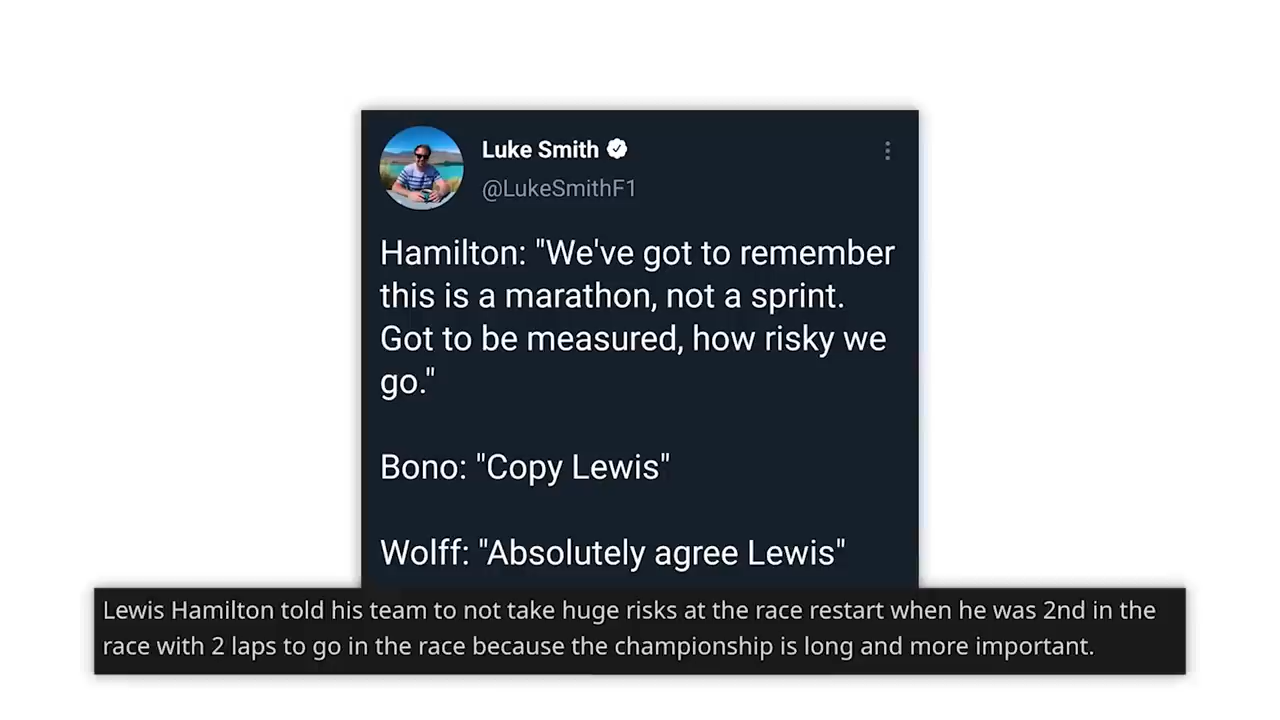 Luke Smith
@LukeSmithF1
Hamilton: "We've got to remember
this is a marathon, not a sprint.
Got to be measured, how risky we
go."
Bono: "Copy Lewis"
Wolff: "Absolutely agree Lewis"
Lewis Hamilton told his team to not take huge risks at the race restart when he was 2nd in the
race with 2 laps to go in the race because the championship is long and more important.